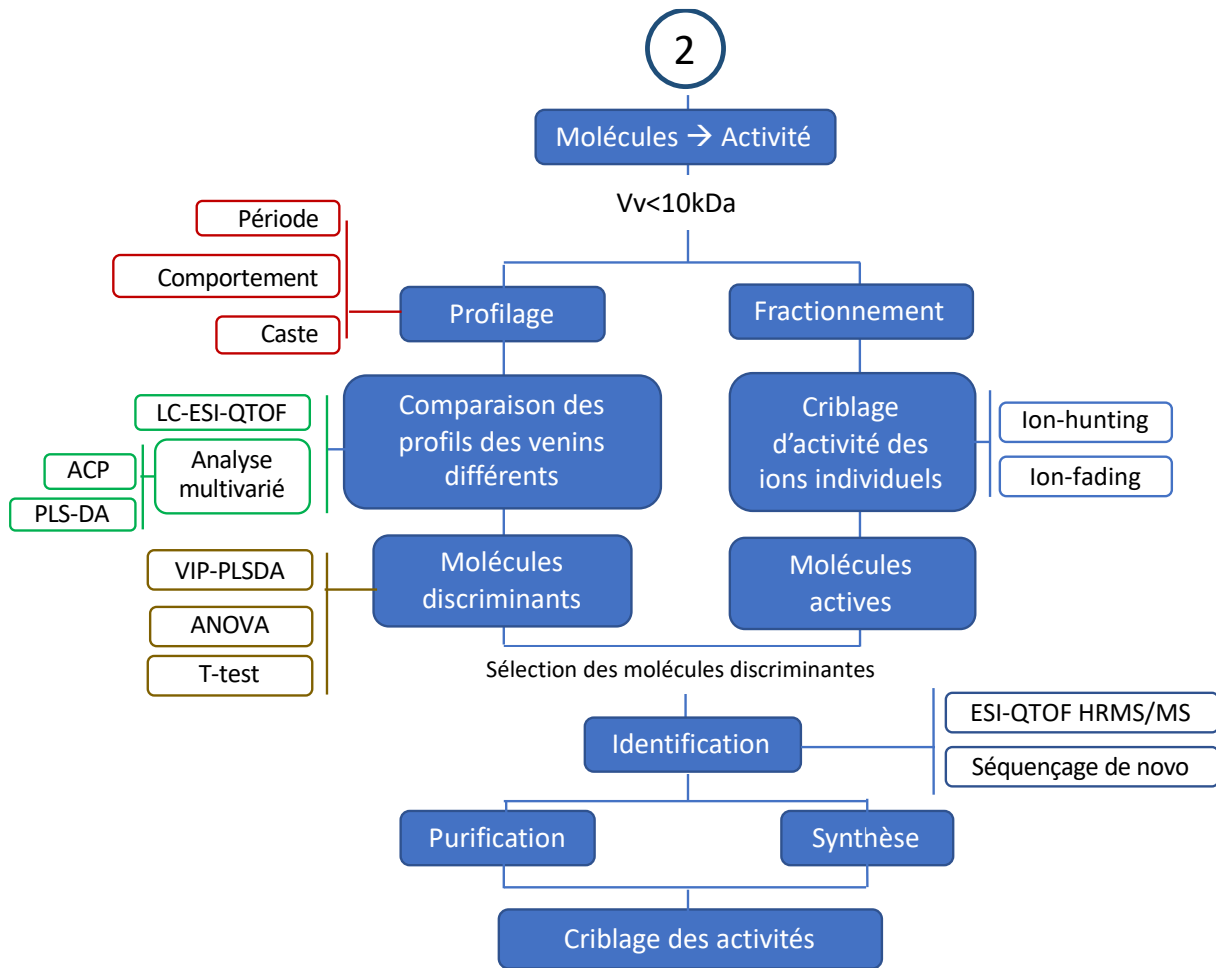 2
Molécules → Activité
Vv<10kDa
Période
Comportement
Caste
Profilage
Fractionnement
LC-ESI-QTOF
ACP
PLS-DA
Analyse
multivarié
Comparaison des
profils des venins
différents
Criblage
d’activité des
ions individuels
Ion-hunting
Ion-fading
VIP-PLSDA
ANOVA
T-test
Molécules
discriminants
Molécules
actives
Sélection des molécules discriminantes
Identification
ESI-QTOF HRMS/MS
Séquençage de novo
Purification
Synthèse
Criblage des activités